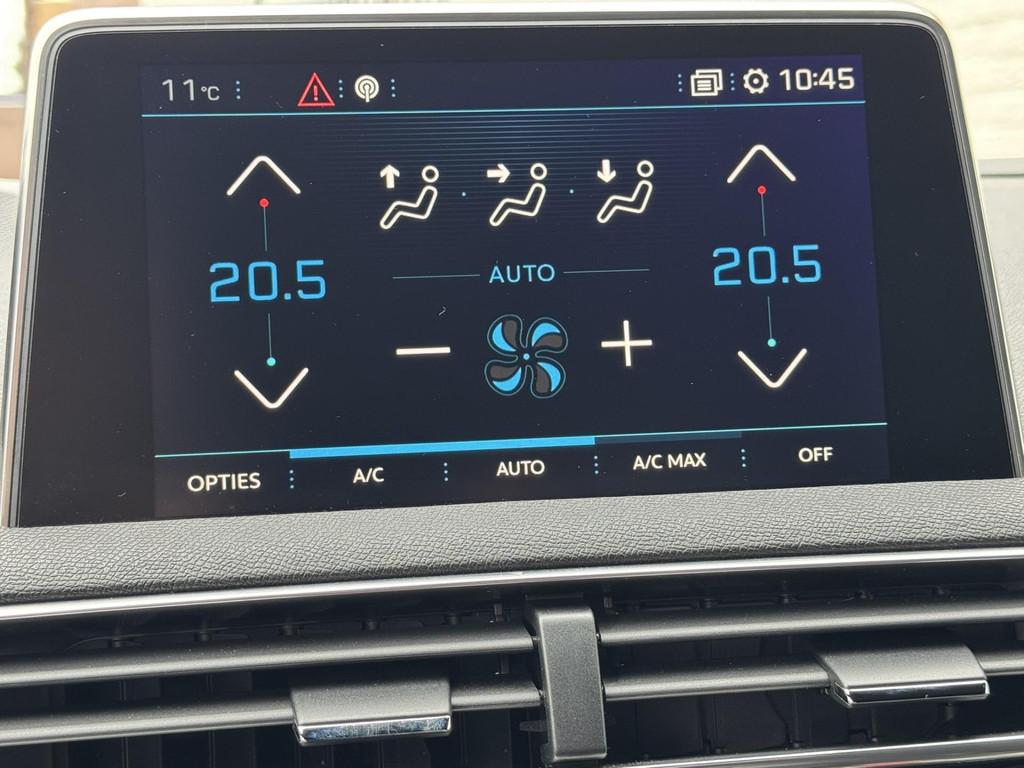 11°C 10:45
20.5 20.5
AUTO
OPTIES A/C AUTO A/C MAX OFF